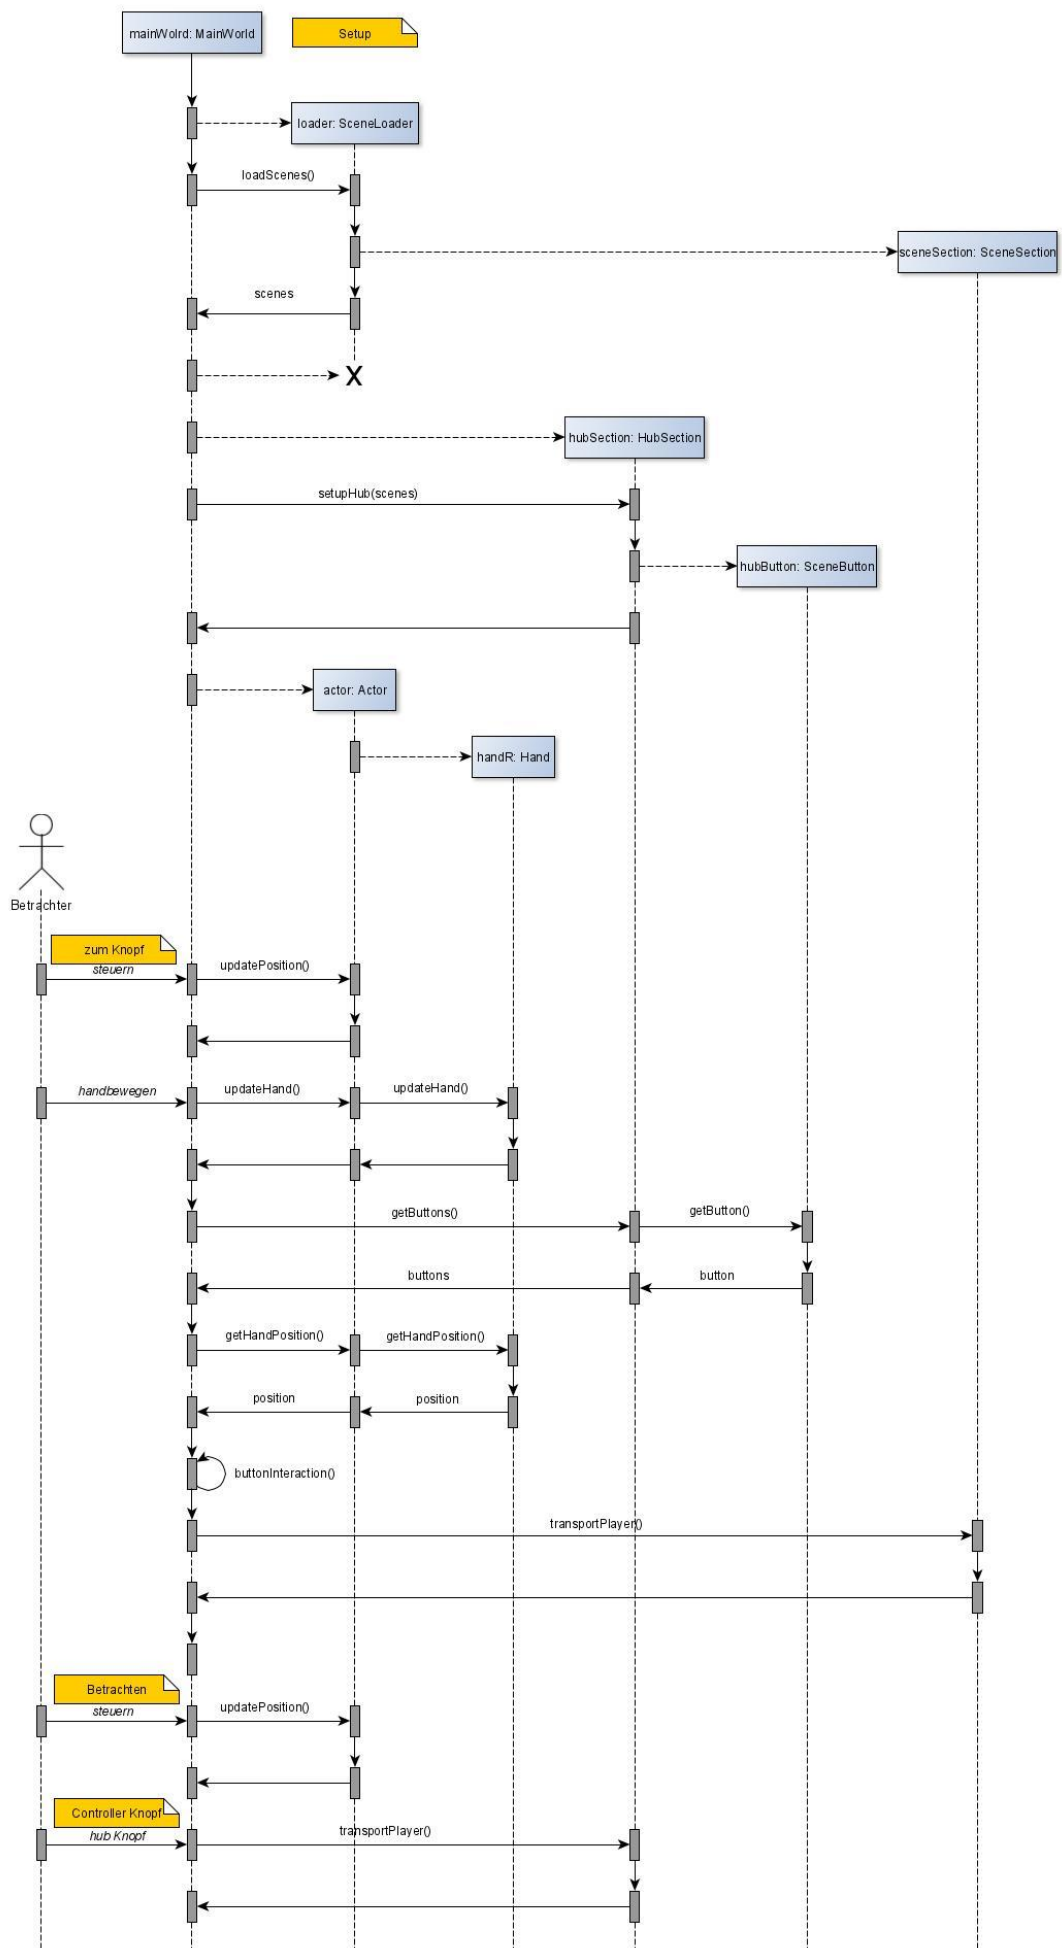 mainWolrd: MainWorld
Setup
loader: SceneLoader
loadScenes()
sceneSection: SceneSection
scenes
X
hubSection: HubSection
setupHub(scenes)
hubButton: SceneButton
actor: Actor
handR: Hand
Betrachter
zum Knopf
steuern
updatePosition()
handbewegen
updateHand()
updateHand()
getButtons()
getButton()
buttons
button
getHandPosition()
getHandPosition()
position
position
buttonInteraction()
transportPlayer()
Betrachten
steuern
updatePosition()
Controller Knopf
hub Knopf
transportPlayer()